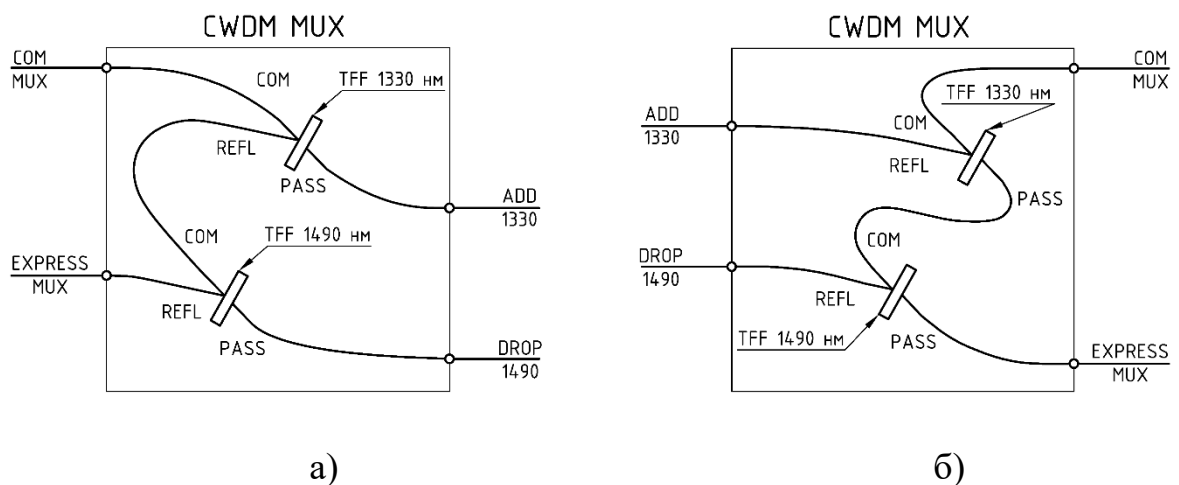 CWDM MUX
COM
MUX
COM
TFF 1330 нм
REFL
PASS
ADD
1330
COM
TFF 1490 нм
EXPRESS
MUX
REFL
PASS
DROP
1490
а)
CWDM MUX
COM
MUX
TFF 1330 нм
ADD
1330
COM
REFL
PASS
COM
DROP
1490
REFL
TFF 1490 нм
PASS
EXPRESS
MUX
б)